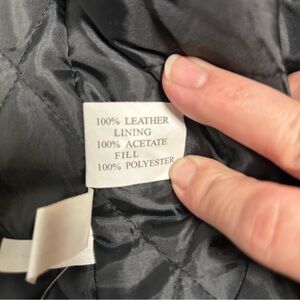 100% LEATHER
LINING
100% ACETATE
FILL
100% POLYESTER